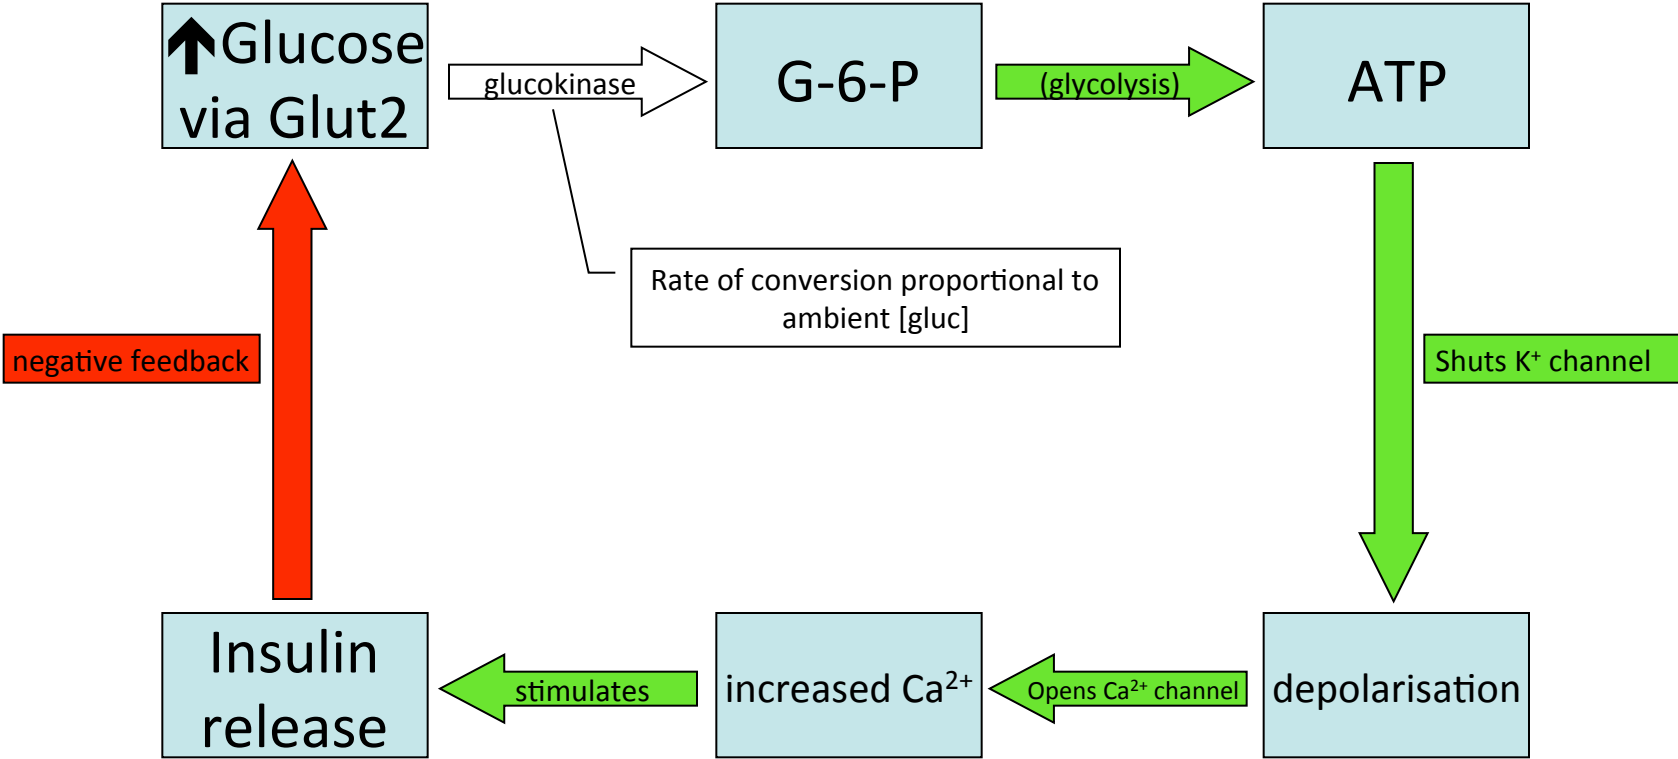 ⬆Glucose
via Glut2
glucokinase
G-6-P
(glycolysis)
ATP
Rate of conversion proportional to
ambient [gluc]
negative feedback
Shuts K⁺ channel
Insulin
release
stimulates
increased Ca²⁺
Opens Ca²⁺ channel
depolarisation